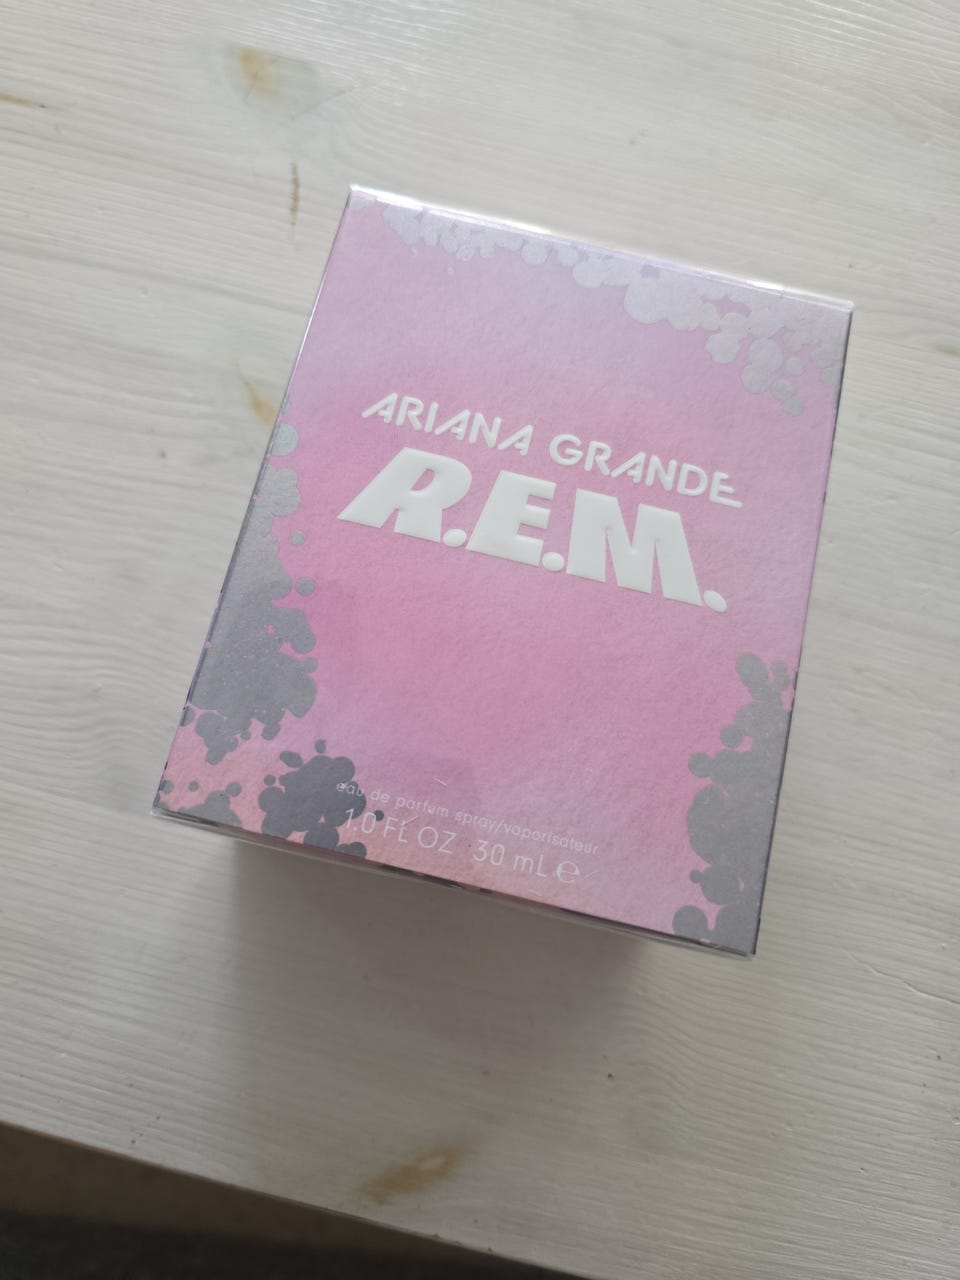 ARIANA GRANDE
R.E.M.
eau de parfum spray/vaporisateur
1.0 FL OZ 30 mL ℮